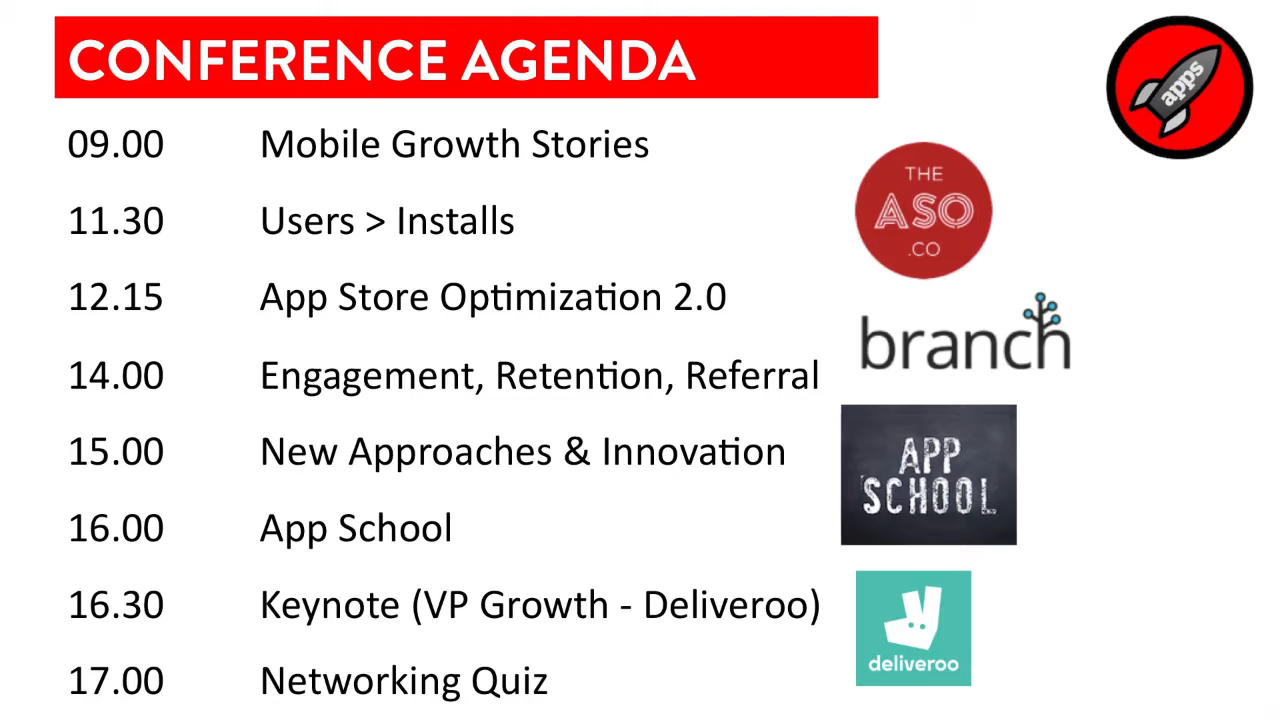 CONFERENCE AGENDA
apps
09.00 Mobile Growth Stories
THE
ASO
.CO
11.30 Users > Installs
12.15 App Store Optimization 2.0
branch
14.00 Engagement, Retention, Referral
15.00 New Approaches & Innovation
APP
SCHOOL
16.00 App School
16.30 Keynote (VP Growth - Deliveroo)
deliveroo
17.00 Networking Quiz